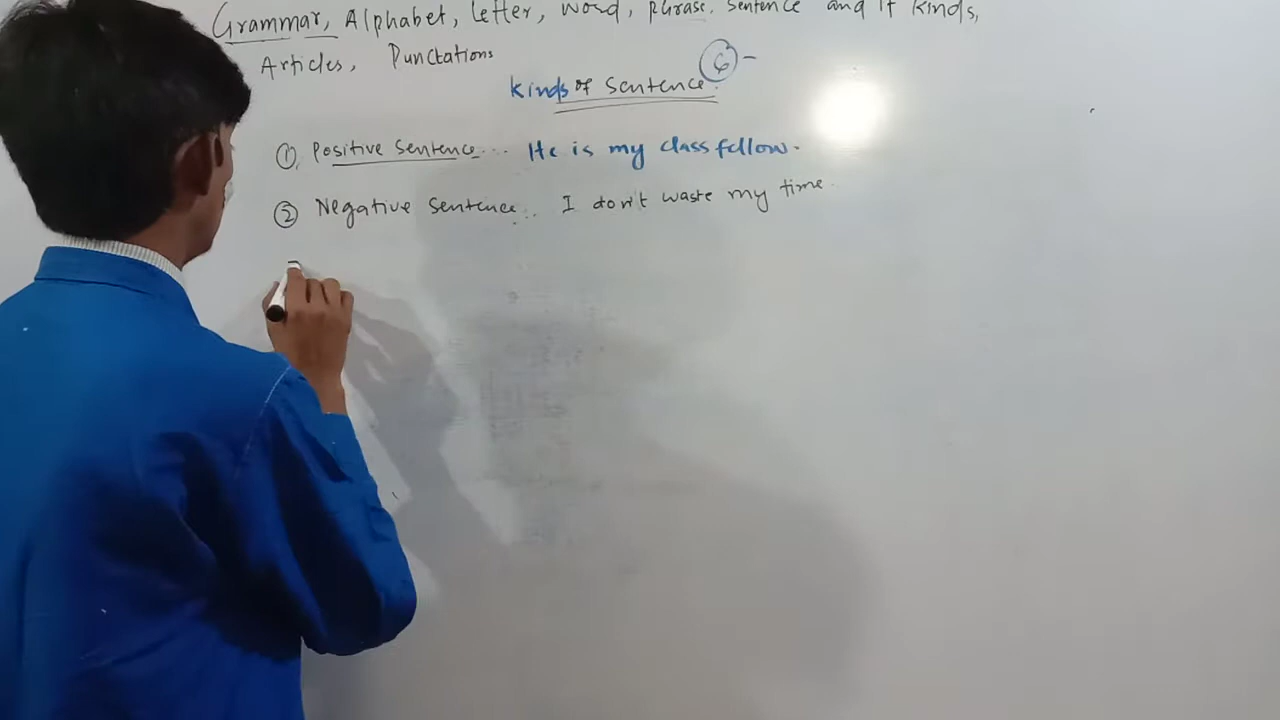 Grammar, Alphabet, Letter, Word, phrase, Sentence and it kinds,
Articles, Punctations
Kinds of Sentence. 6 -
① Positive Sentence... He is my class fellow.
② Negative Sentence... I don't waste my time.